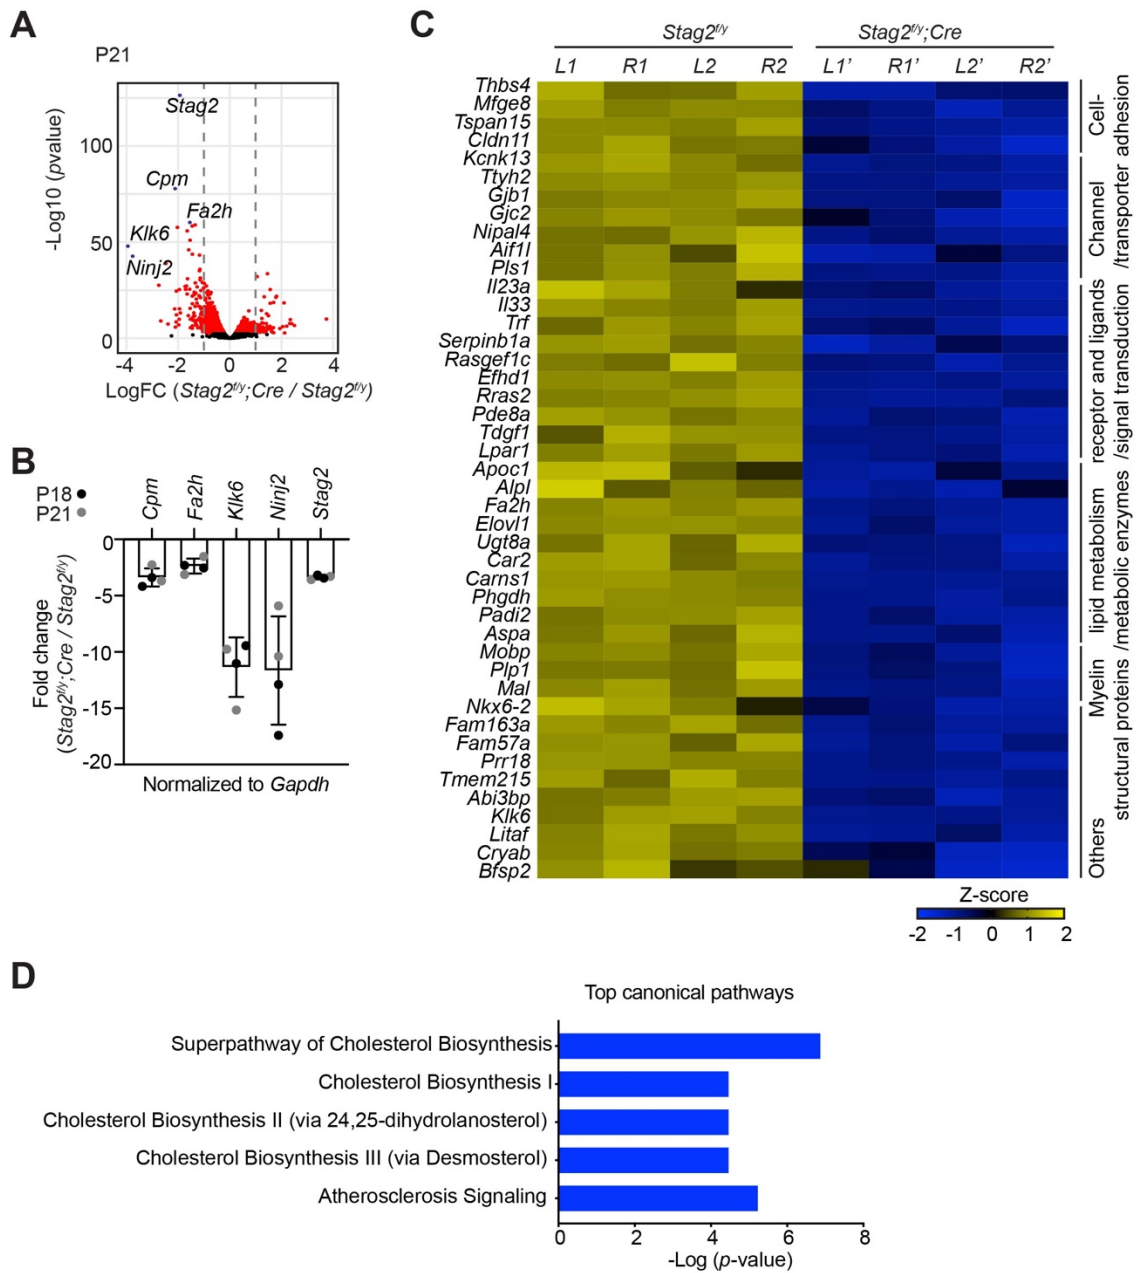 A
P21
-Log10 (pvalue)
100
50
0
Stag2
Cpm
Fa2h
Klk6
Ninj2
-4 -2 0 2 4
LogFC (Stag2f/y;Cre / Stag2f/y)
B
P18
P21
Cpm
Fa2h
Klk6
Ninj2
Stag2
Fold change
(Stag2f/y;Cre / Stag2f/y)
0
-5
-10
-15
-20
Normalized to Gapdh
C
Stag2f/y Stag2f/y;Cre
L1 R1 L2 R2 L1' R1' L2' R2'
Thbs4
Mfge8
Tspan15
Cldn11
Kcnk13
Ttyh2
Gjb1
Gjc2
Nipal4
Aif1l
Pls1
Il23a
Il33
Trf
Serpinb1a
Rasgef1c
Efhd1
Rras2
Pde8a
Tdgf1
Lpar1
Apoc1
Alpl
Fa2h
Elovl1
Ugt8a
Car2
Carns1
Phgdh
Padi2
Aspa
Mobp
Plp1
Mal
Nkx6-2
Fam163a
Fam57a
Prr18
Tmem215
Abi3bp
Klk6
Litaf
Cryab
Bfsp2
Cell-
adhesion
Channel
/transporter
receptor and ligands
/signal transduction
lipid metabolism
/metabolic enzymes
Myelin
structural proteins
Others
Z-score
-2 -1 0 1 2
D
Top canonical pathways
Superpathway of Cholesterol Biosynthesis
Cholesterol Biosynthesis I
Cholesterol Biosynthesis II (via 24,25-dihydrolanosterol)
Cholesterol Biosynthesis III (via Desmosterol)
Atherosclerosis Signaling
0 2 4 6 8
-Log (p-value)